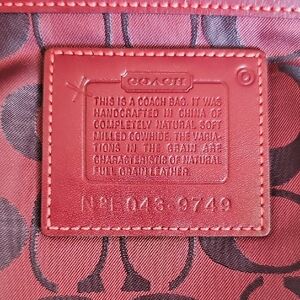 COACH
THIS IS A COACH BAG. IT WAS
HANDCRAFTED IN CHINA OF
COMPLETELY NATURAL SOFT
MILLED COWHIDE, THE VARIA-
TIONS IN THE GRAIN ARE
CHARACTERISTIC OF NATURAL
FULL GRAIN LEATHER.
Nº 043-9749